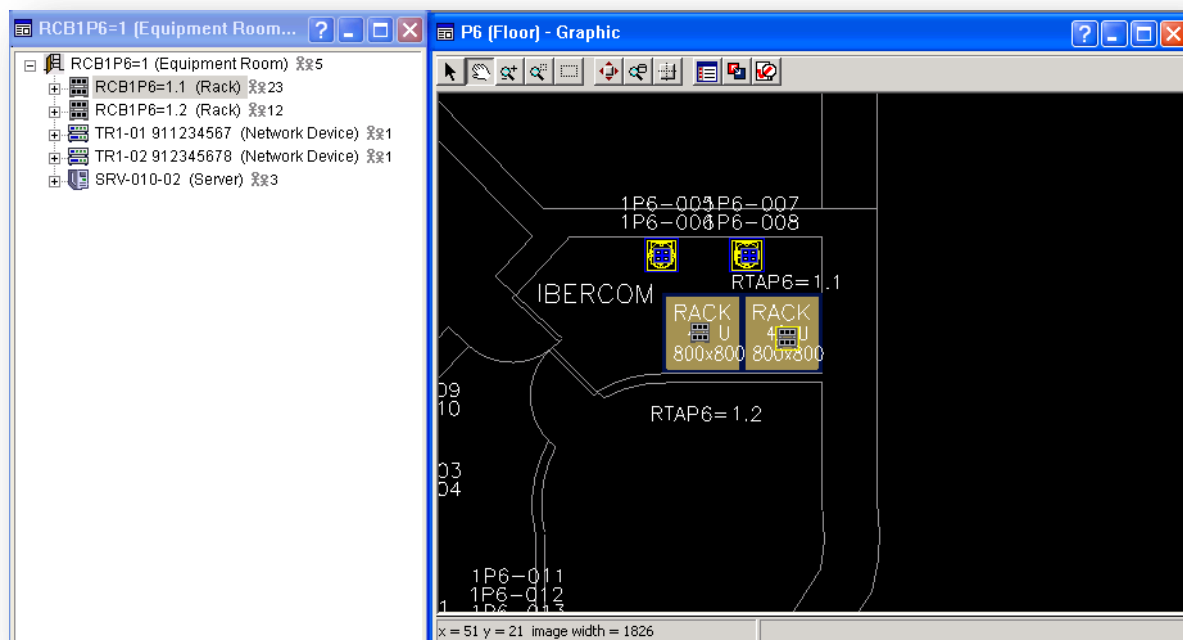 RCB1P6=1 (Equipment Room...
RCB1P6=1 (Equipment Room) 5
RCB1P6=1.1 (Rack) 23
RCB1P6=1.2 (Rack) 12
TR1-01 911234567 (Network Device) 1
TR1-02 912345678 (Network Device) 1
SRV-010-02 (Server) 3
P6 (Floor) - Graphic
1P6-005 1P6-007
1P6-006 1P6-008
RTAP6=1.1
IBERCOM
RACK RACK
U U
800x800 800x800
RTAP6=1.2
09
10
03
04
1P6-011
1P6-012
1P6-013
x = 51 y = 21 image width = 1826